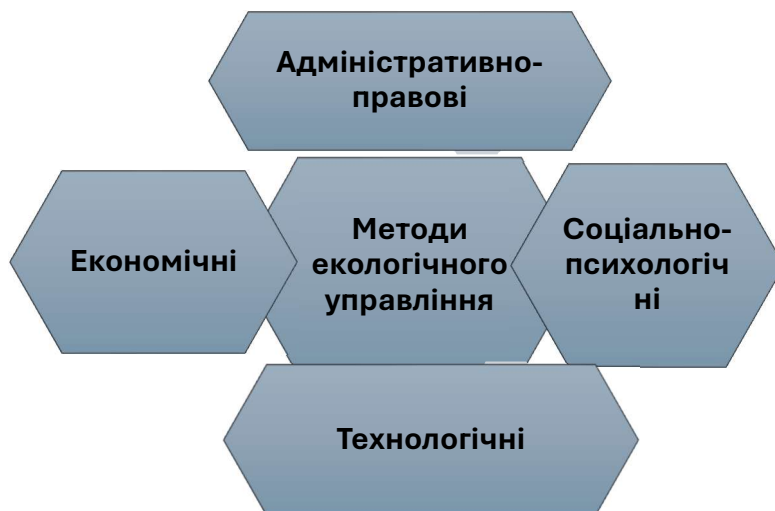 Адміністративно-
правові
Економічні
Методи
екологічного
управління
Соціально-
психологіч
ні
Технологічні